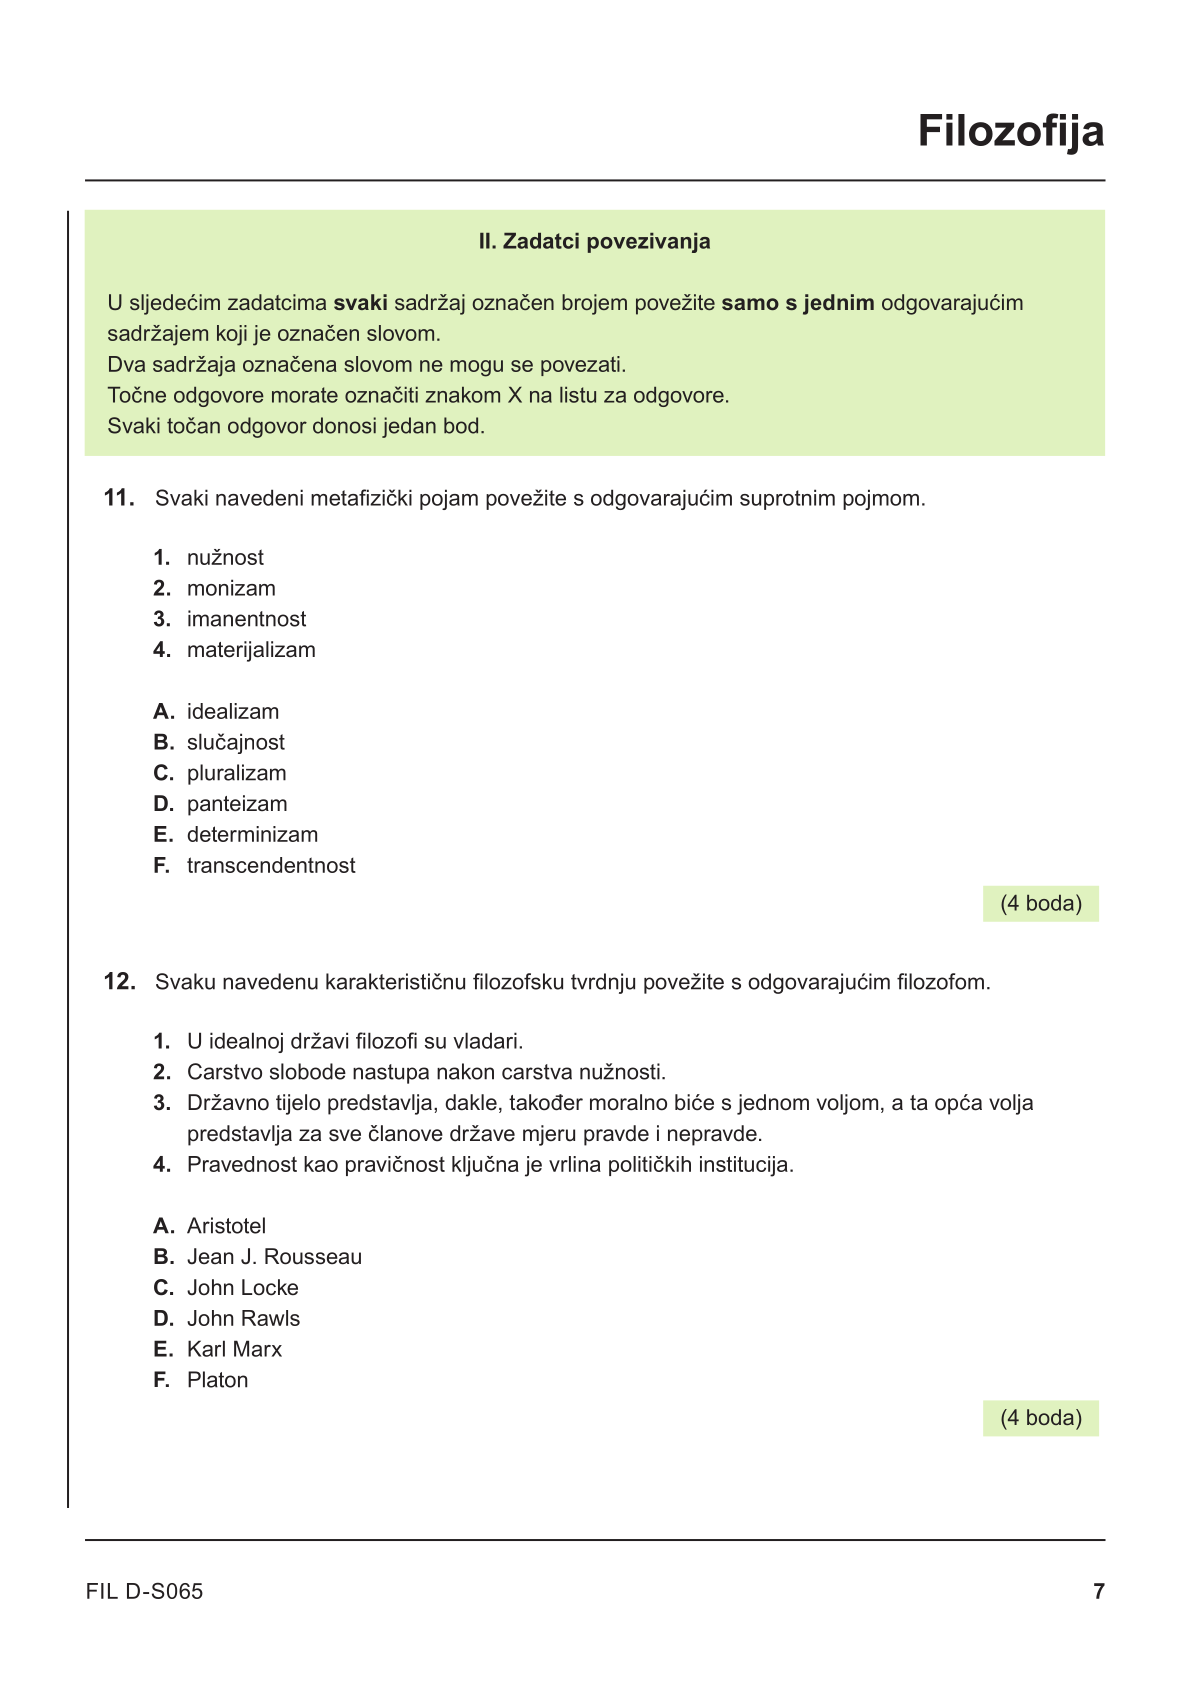 Filozofija
II. Zadatci povezivanja
U sljedećim zadatcima svaki sadržaj označen brojem povežite samo s jednim odgovarajućim
sadržajem koji je označen slovom.
Dva sadržaja označena slovom ne mogu se povezati.
Točne odgovore morate označiti znakom X na listu za odgovore.
Svaki točan odgovor donosi jedan bod.
11. Svaki navedeni metafizički pojam povežite s odgovarajućim suprotnim pojmom.
1. nužnost
2. monizam
3. imanentnost
4. materijalizam
A. idealizam
B. slučajnost
C. pluralizam
D. panteizam
E. determinizam
F. transcendentnost
(4 boda)
12. Svaku navedenu karakterističnu filozofsku tvrdnju povežite s odgovarajućim filozofom.
1. U idealnoj državi filozofi su vladari.
2. Carstvo slobode nastupa nakon carstva nužnosti.
3. Državno tijelo predstavlja, dakle, također moralno biće s jednom voljom, a ta opća volja
predstavlja za sve članove države mjeru pravde i nepravde.
4. Pravednost kao pravičnost ključna je vrlina političkih institucija.
A. Aristotel
B. Jean J. Rousseau
C. John Locke
D. John Rawls
E. Karl Marx
F. Platon
(4 boda)
FIL D-S065
7